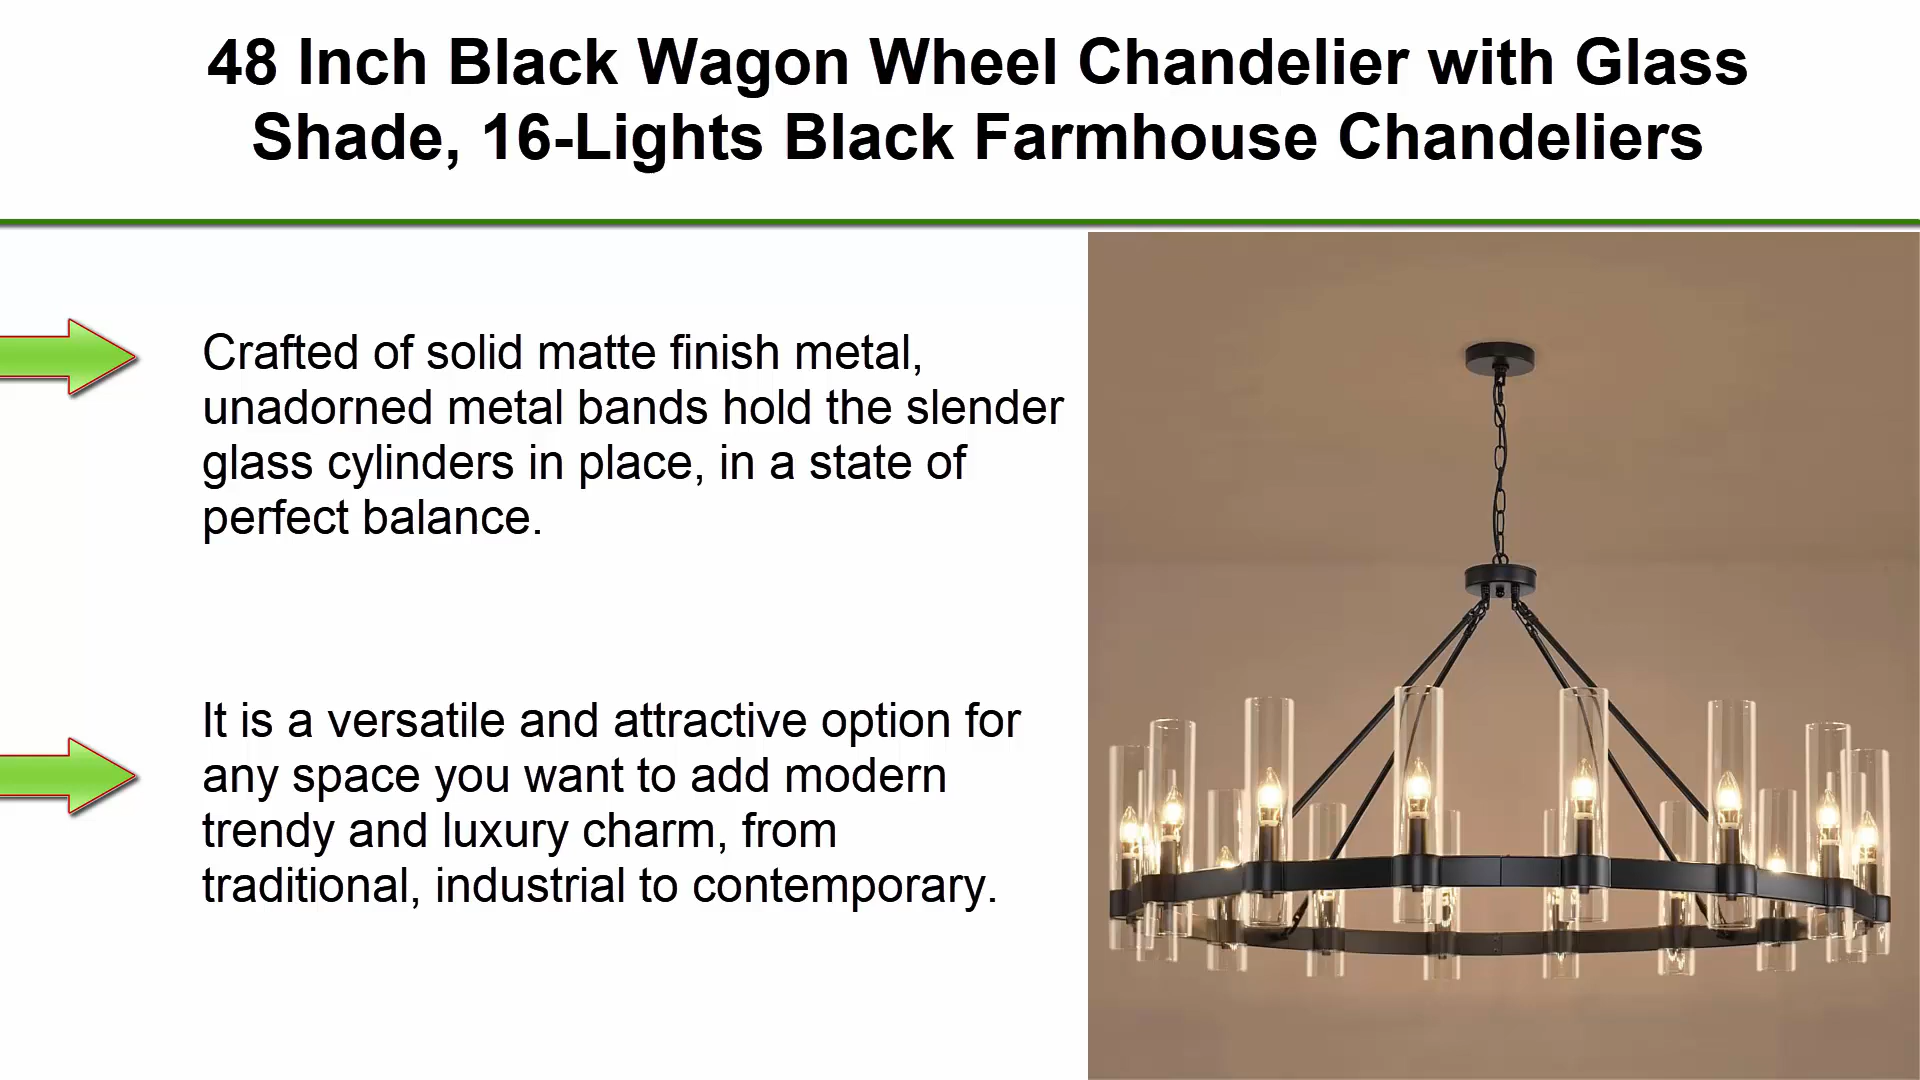 48 Inch Black Wagon Wheel Chandelier with Glass
Shade, 16-Lights Black Farmhouse Chandeliers
Crafted of solid matte finish metal,
unadorned metal bands hold the slender
glass cylinders in place, in a state of
perfect balance.
It is a versatile and attractive option for
any space you want to add modern
trendy and luxury charm, from
traditional, industrial to contemporary.